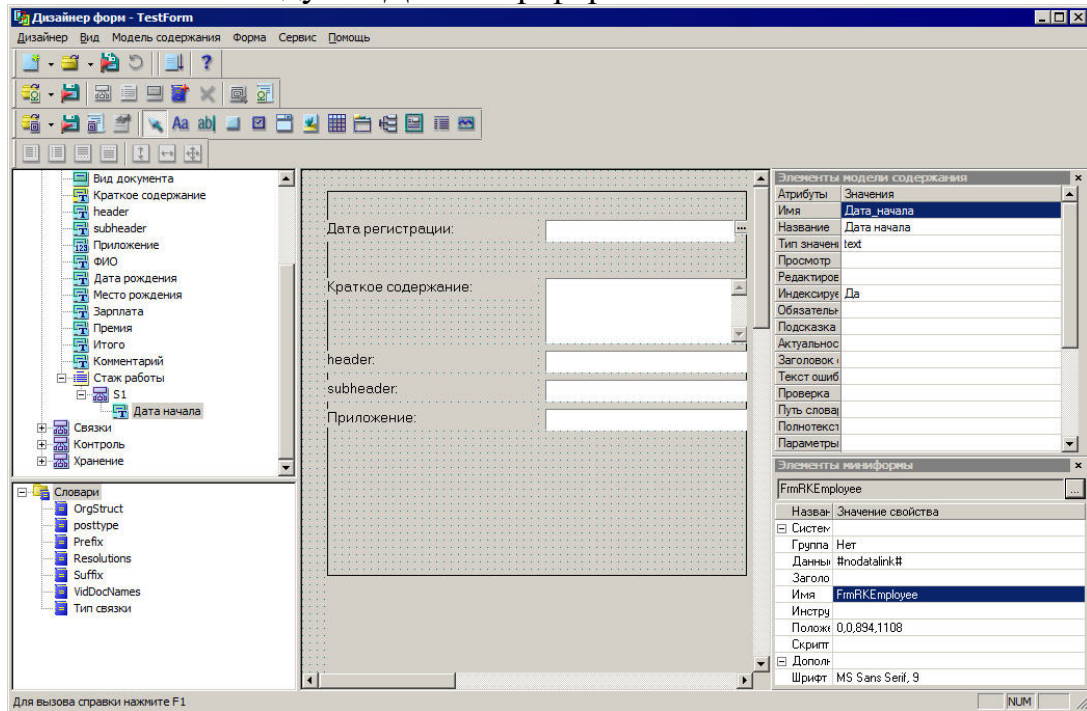 Дизайнер форм - TestForm
Дизайнер Вид Модель содержания Форма Сервис Помощь
Вид документа
Краткое содержание
header
subheader
Приложение
ФИО
Дата рождения
Место рождения
Зарплата
Премия
Итого
Комментарий
Стаж работы
S1
Дата начала
Связки
Контроль
Хранение
Словари
OrgStruct
posttype
Prefix
Resolutions
Suffix
VidDocNames
Тип связки
Дата регистрации:
Краткое содержание:
header:
subheader:
Приложение:
Элементы модели содержания
Атрибуты Значения
Имя Дата_начала
Название Дата начала
Тип значени text
Просмотр
Редактиров
Индексируе Да
Обязательн
Подсказка
Актуальнос
Заголовок
Текст ошиб
Проверка
Путь словар
Полнотекст
Параметры
Элементы миниформы
FrmRKEmployee ...
Назван Значение свойства
Систем
Группа Нет
Данны #nodatalink#
Заголо
Имя FrmRKEmployee
Инстру
Положе 0,0,894,1108
Скрипт
Дополн
Шрифт MS Sans Serif, 9
Для вызова справки нажмите F1
NUM